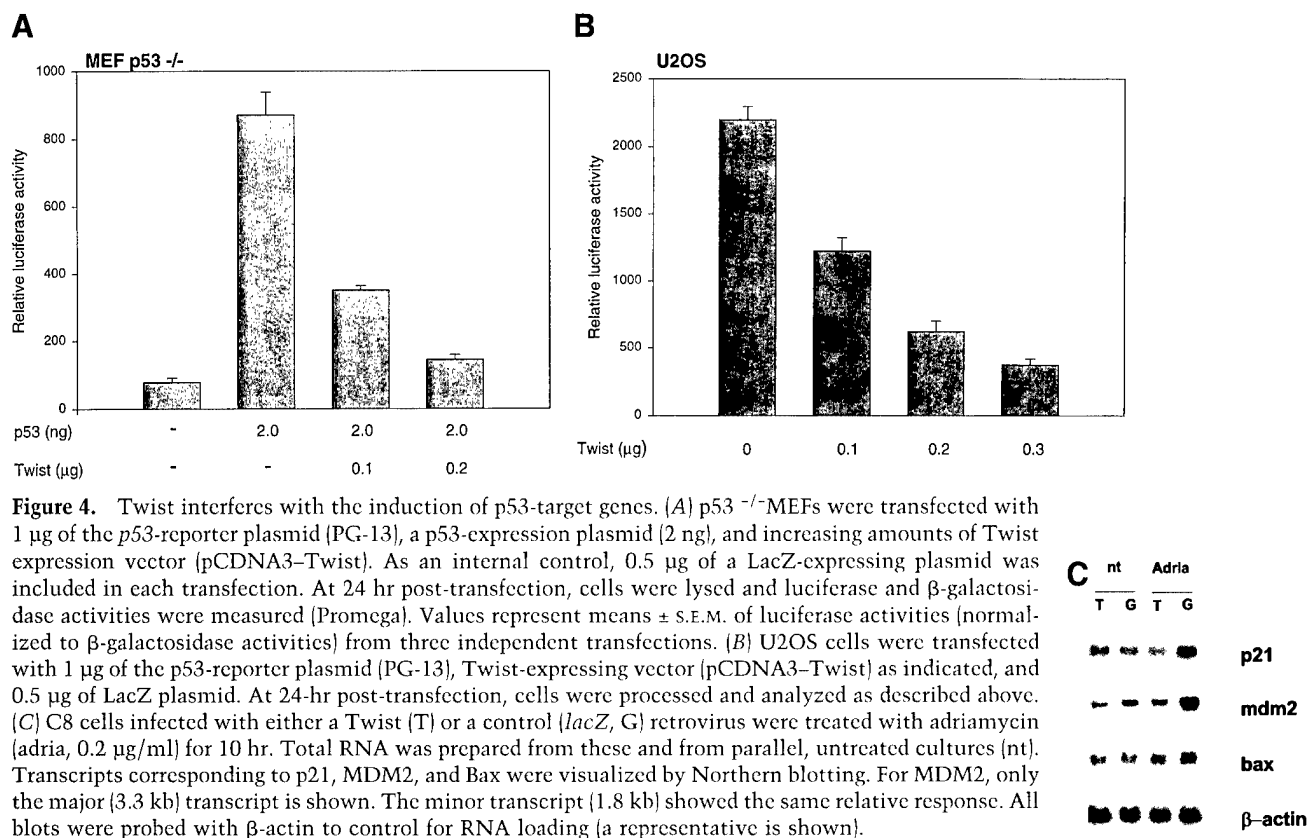 A
MEF p53 -/-
1000
800
600
400
200
0
Relative luciferase activity
p53 (ng) - 2.0 2.0 2.0
Twist (μg) - - 0.1 0.2
B
U2OS
2500
2000
1500
1000
500
0
Relative luciferase activity
Twist (μg) 0 0.1 0.2 0.3
Figure 4. Twist interferes with the induction of p53-target genes. (A) p53 -/-MEFs were transfected with
1 μg of the p53-reporter plasmid (PG-13), a p53-expression plasmid (2 ng), and increasing amounts of Twist
expression vector (pCDNA3–Twist). As an internal control, 0.5 μg of a LacZ-expressing plasmid was
included in each transfection. At 24 hr post-transfection, cells were lysed and luciferase and β-galactosi-
dase activities were measured (Promega). Values represent means ± S.E.M. of luciferase activities (normal-
ized to β-galactosidase activities) from three independent transfections. (B) U2OS cells were transfected
with 1 μg of the p53-reporter plasmid (PG-13), Twist-expressing vector (pCDNA3–Twist) as indicated, and
0.5 μg of LacZ plasmid. At 24-hr post-transfection, cells were processed and analyzed as described above.
(C) C8 cells infected with either a Twist (T) or a control (lacZ, G) retrovirus were treated with adriamycin
(adria, 0.2 μg/ml) for 10 hr. Total RNA was prepared from these and from parallel, untreated cultures (nt).
Transcripts corresponding to p21, MDM2, and Bax were visualized by Northern blotting. For MDM2, only
the major (3.3 kb) transcript is shown. The minor transcript (1.8 kb) showed the same relative response. All
blots were probed with β-actin to control for RNA loading (a representative is shown).
C
nt Adria
T G T G
p21
mdm2
bax
β–actin